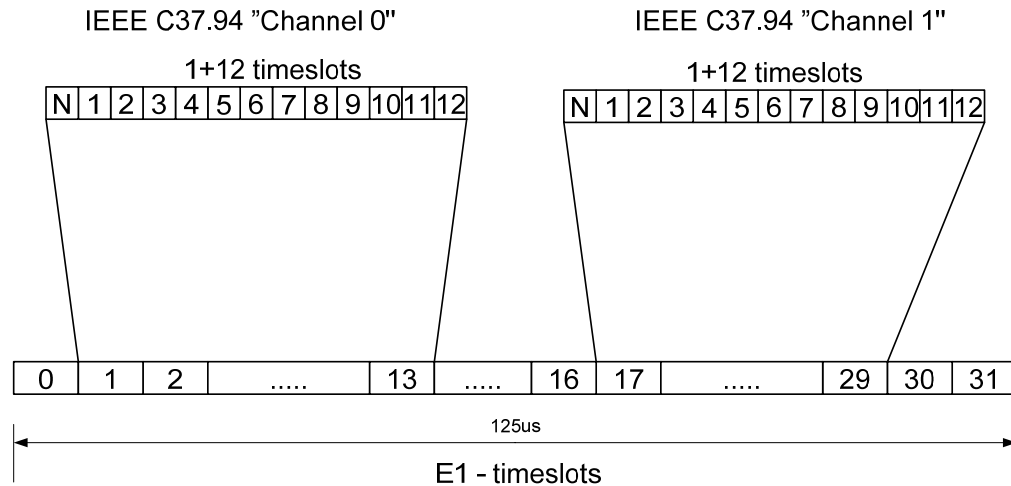 IEEE C37.94 "Channel 0"
IEEE C37.94 "Channel 1"
1+12 timeslots
1+12 timeslots
N 1 2 3 4 5 6 7 8 9 10 11 12
N 1 2 3 4 5 6 7 8 9 10 11 12
0 1 2 ..... 13 ..... 16 17 ..... 29 30 31
125us
E1 - timeslots